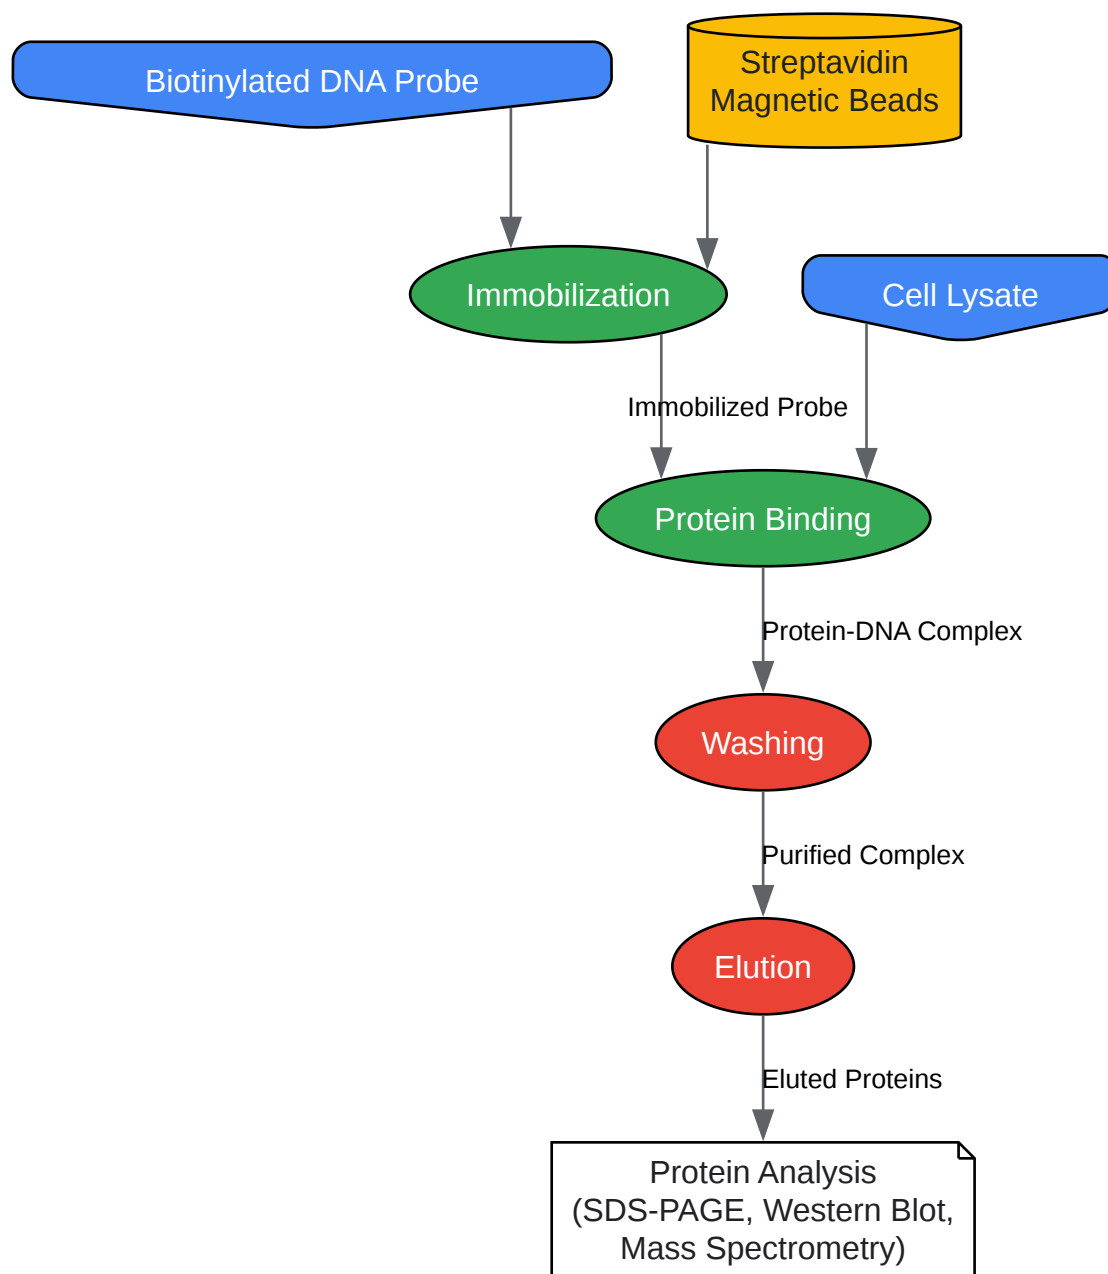 Biotinylated DNA Probe
Streptavidin
Magnetic Beads
Immobilization
Cell Lysate
Immobilized Probe
Protein Binding
Protein-DNA Complex
Washing
Purified Complex
Elution
Eluted Proteins
Protein Analysis
(SDS-PAGE, Western Blot,
Mass Spectrometry)